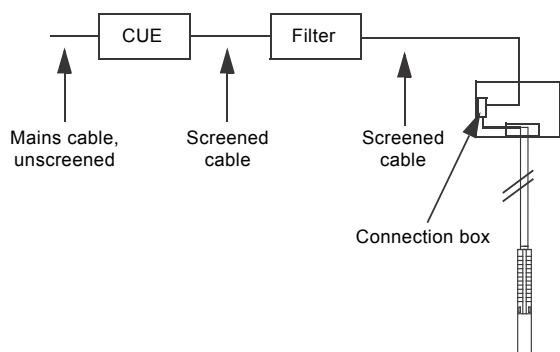 CUE
Filter
Mains cable,
unscreened
Screened
cable
Screened
cable
Connection box